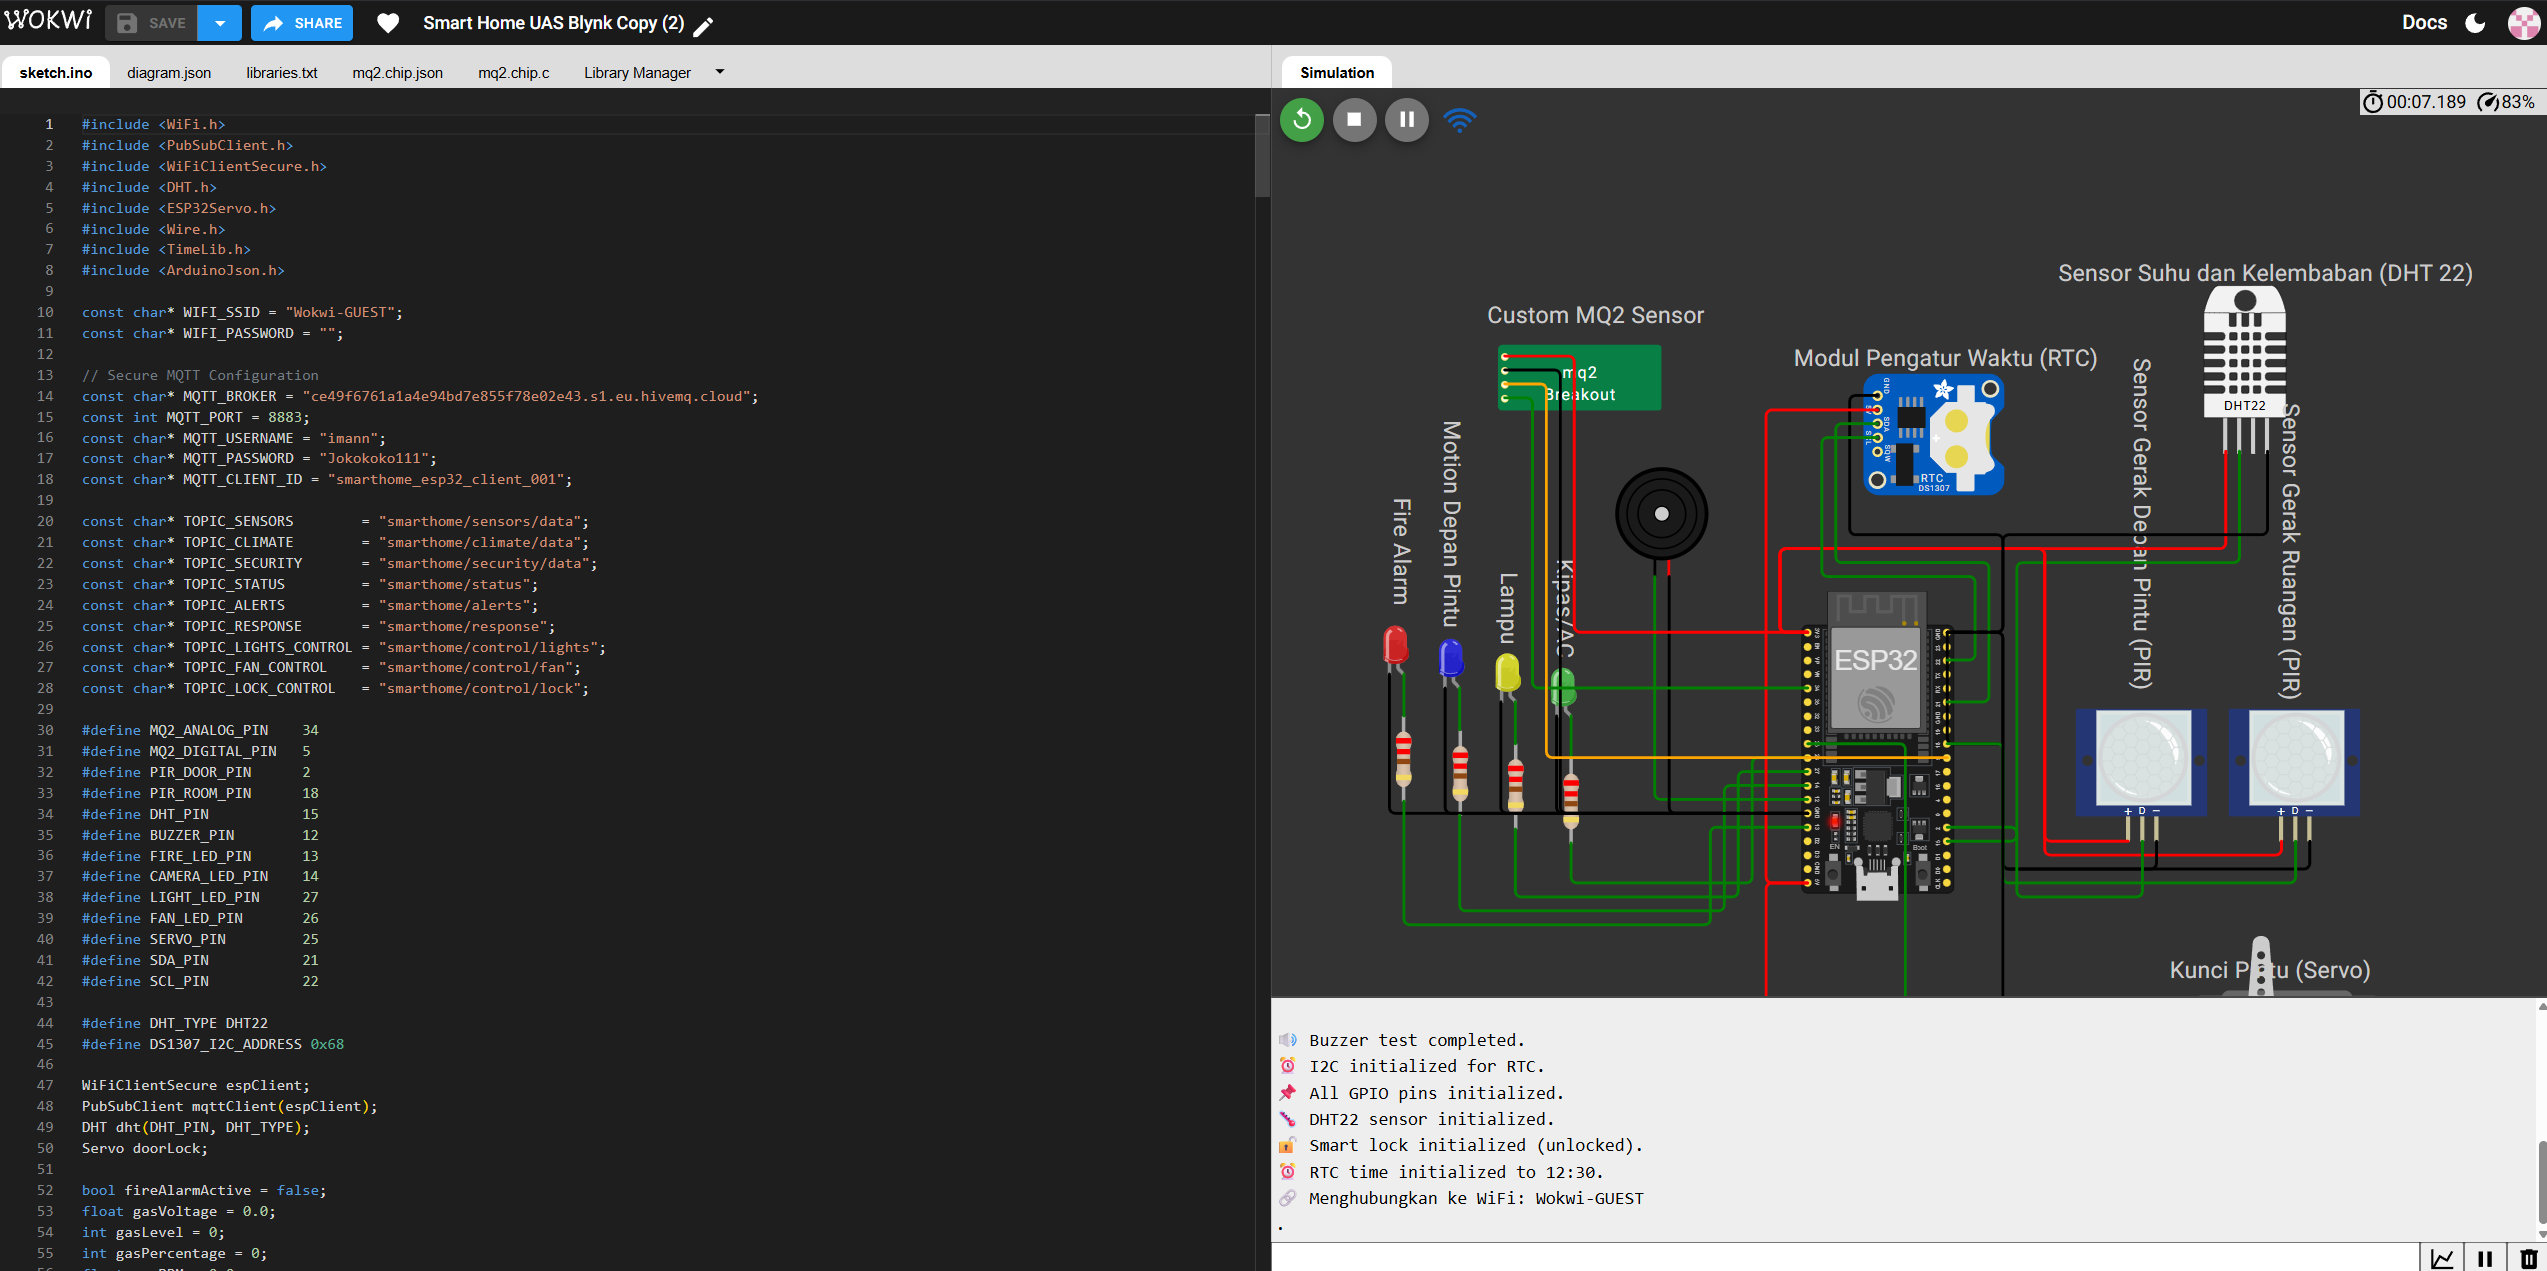 WOKWI
SAVE
SHARE
Smart Home UAS Blynk Copy (2)
Docs
sketch.ino
diagram.json
libraries.txt
mq2.chip.json
mq2.chip.c
Library Manager
Simulation
00:07.189
83%
1 #include <WiFi.h>
2 #include <PubSubClient.h>
3 #include <WiFiClientSecure.h>
4 #include <DHT.h>
5 #include <ESP32Servo.h>
6 #include <Wire.h>
7 #include <TimeLib.h>
8 #include <ArduinoJson.h>
9
10 const char* WIFI_SSID = "Wokwi-GUEST";
11 const char* WIFI_PASSWORD = "";
12
13 // Secure MQTT Configuration
14 const char* MQTT_BROKER = "ce49f6761a1a4e94bd7e855f78e02e43.s1.eu.hivemq.cloud";
15 const int MQTT_PORT = 8883;
16 const char* MQTT_USERNAME = "imann";
17 const char* MQTT_PASSWORD = "Jokokoko111";
18 const char* MQTT_CLIENT_ID = "smarthome_esp32_client_001";
19
20 const char* TOPIC_SENSORS = "smarthome/sensors/data";
21 const char* TOPIC_CLIMATE = "smarthome/climate/data";
22 const char* TOPIC_SECURITY = "smarthome/security/data";
23 const char* TOPIC_STATUS = "smarthome/status";
24 const char* TOPIC_ALERTS = "smarthome/alerts";
25 const char* TOPIC_RESPONSE = "smarthome/response";
26 const char* TOPIC_LIGHTS_CONTROL = "smarthome/control/lights";
27 const char* TOPIC_FAN_CONTROL = "smarthome/control/fan";
28 const char* TOPIC_LOCK_CONTROL = "smarthome/control/lock";
29
30 #define MQ2_ANALOG_PIN 34
31 #define MQ2_DIGITAL_PIN 5
32 #define PIR_DOOR_PIN 2
33 #define PIR_ROOM_PIN 18
34 #define DHT_PIN 15
35 #define BUZZER_PIN 12
36 #define FIRE_LED_PIN 13
37 #define CAMERA_LED_PIN 14
38 #define LIGHT_LED_PIN 27
39 #define FAN_LED_PIN 26
40 #define SERVO_PIN 25
41 #define SDA_PIN 21
42 #define SCL_PIN 22
43
44 #define DHT_TYPE DHT22
45 #define DS1307_I2C_ADDRESS 0x68
46
47 WiFiClientSecure espClient;
48 PubSubClient mqttClient(espClient);
49 DHT dht(DHT_PIN, DHT_TYPE);
50 Servo doorLock;
51
52 bool fireAlarmActive = false;
53 float gasVoltage = 0.0;
54 int gasLevel = 0;
55 int gasPercentage = 0;
Sensor Suhu dan Kelembaban (DHT 22)
Custom MQ2 Sensor
mq2
Breakout
Modul Pengatur Waktu (RTC)
GND
SDA
SQW
RTC
DS1307
DHT22
Sensor Gerak Depan Pintu (PIR)
Sensor Gerak Ruangan (PIR)
Fire Alarm
Motion Depan Pintu
Lampu
Kipas/AC
ESP32
EN
Boot
+ D −
+ D −
Kunci Pintu (Servo)
Buzzer test completed.
I2C initialized for RTC.
All GPIO pins initialized.
DHT22 sensor initialized.
Smart lock initialized (unlocked).
RTC time initialized to 12:30.
Menghubungkan ke WiFi: Wokwi-GUEST
.